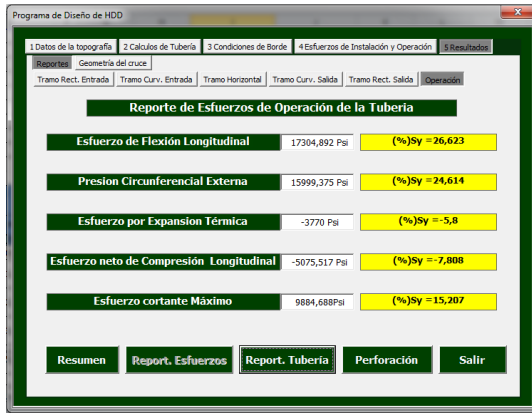 Programa de Diseño de HDD
x
1 Datos de la topografía 2 Calculos de Tubería 3 Condiciones de Borde 4 Esfuerzos de Instalación y Operación 5 Resultados
Reportes Geometría del cruce
Tramo Rect. Entrada Tramo Curv. Entrada Tramo Horizontal Tramo Curv. Salida Tramo Rect. Salida Operación
Reporte de Esfuerzos de Operación de la Tuberia
Esfuerzo de Flexión Longitudinal 17304,892 Psi (%)Sy =26,623
Presion Circunferencial Externa 15999,375 Psi (%)Sy =24,614
Esfuerzo por Expansion Térmica -3770 Psi (%)Sy =-5,8
Esfuerzo neto de Compresión Longitudinal -5075,517 Psi (%)Sy =-7,808
Esfuerzo cortante Máximo 9884,688Psi (%)Sy =15,207
Resumen Report. Esfuerzos Report. Tubería Perforación Salir